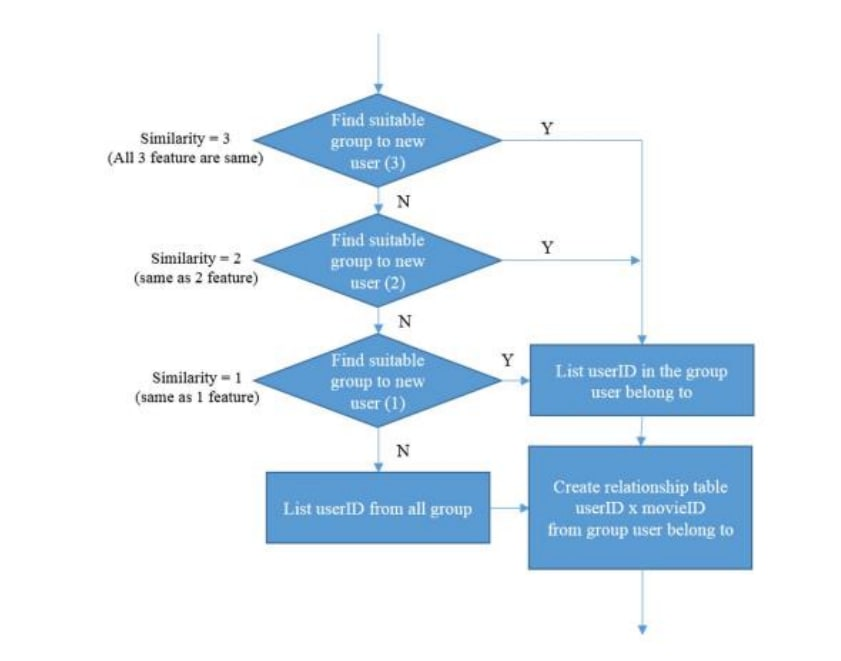 Similarity = 3
(All 3 feature are same)
Find suitable
group to new
user (3)
Y
N
Similarity = 2
(same as 2 feature)
Find suitable
group to new
user (2)
Y
N
Similarity = 1
(same as 1 feature)
Find suitable
group to new
user (1)
Y
List userID in the group
user belong to
N
List userID from all group
Create relationship table
userID x movieID
from group user belong to